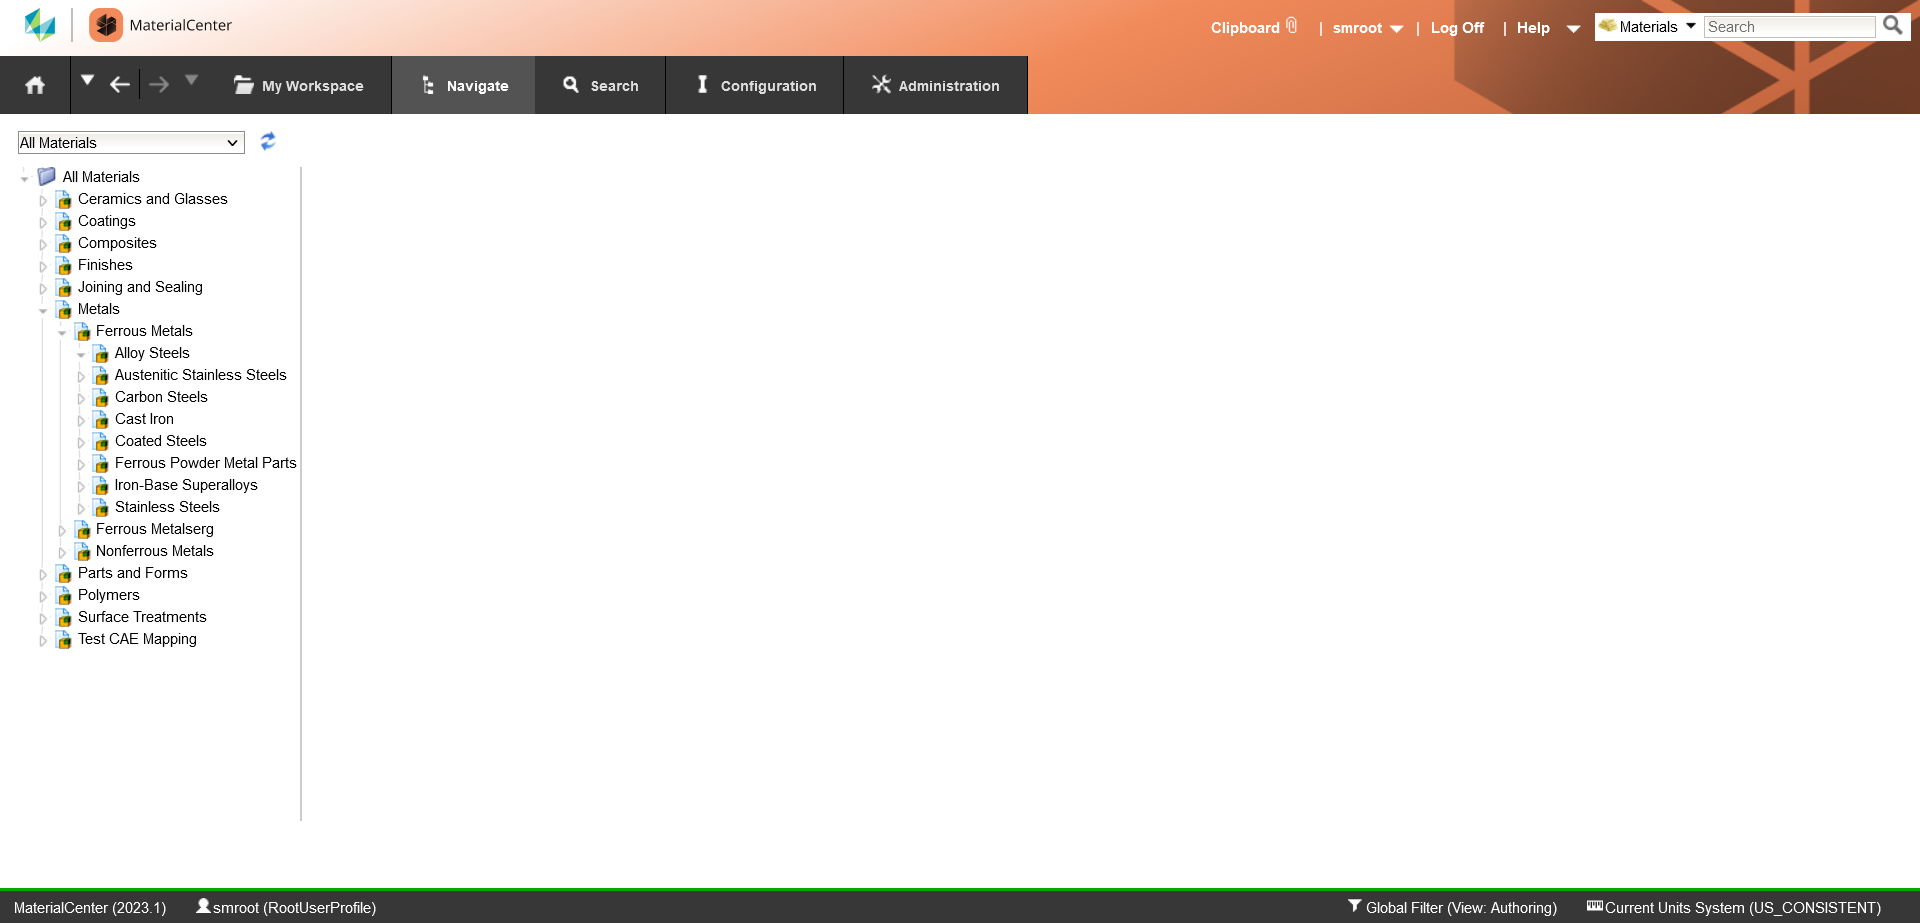 MaterialCenter
Clipboard | smroot | Log Off | Help Materials Search
My Workspace Navigate Search Configuration Administration
All Materials
All Materials
Ceramics and Glasses
Coatings
Composites
Finishes
Joining and Sealing
Metals
Ferrous Metals
Alloy Steels
Austenitic Stainless Steels
Carbon Steels
Cast Iron
Coated Steels
Ferrous Powder Metal Parts
Iron-Base Superalloys
Stainless Steels
Ferrous Metalserg
Nonferrous Metals
Parts and Forms
Polymers
Surface Treatments
Test CAE Mapping
MaterialCenter (2023.1) smroot (RootUserProfile) Global Filter (View: Authoring) Current Units System (US_CONSISTENT)